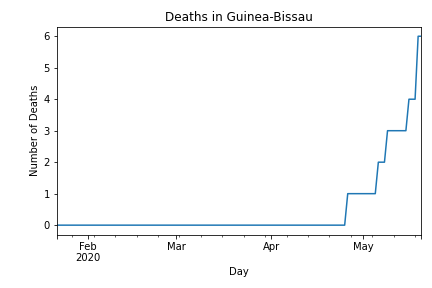 Deaths in Guinea-Bissau
Number of Deaths
6
5
4
3
2
1
0
Feb
2020
Mar
Apr
May
Day